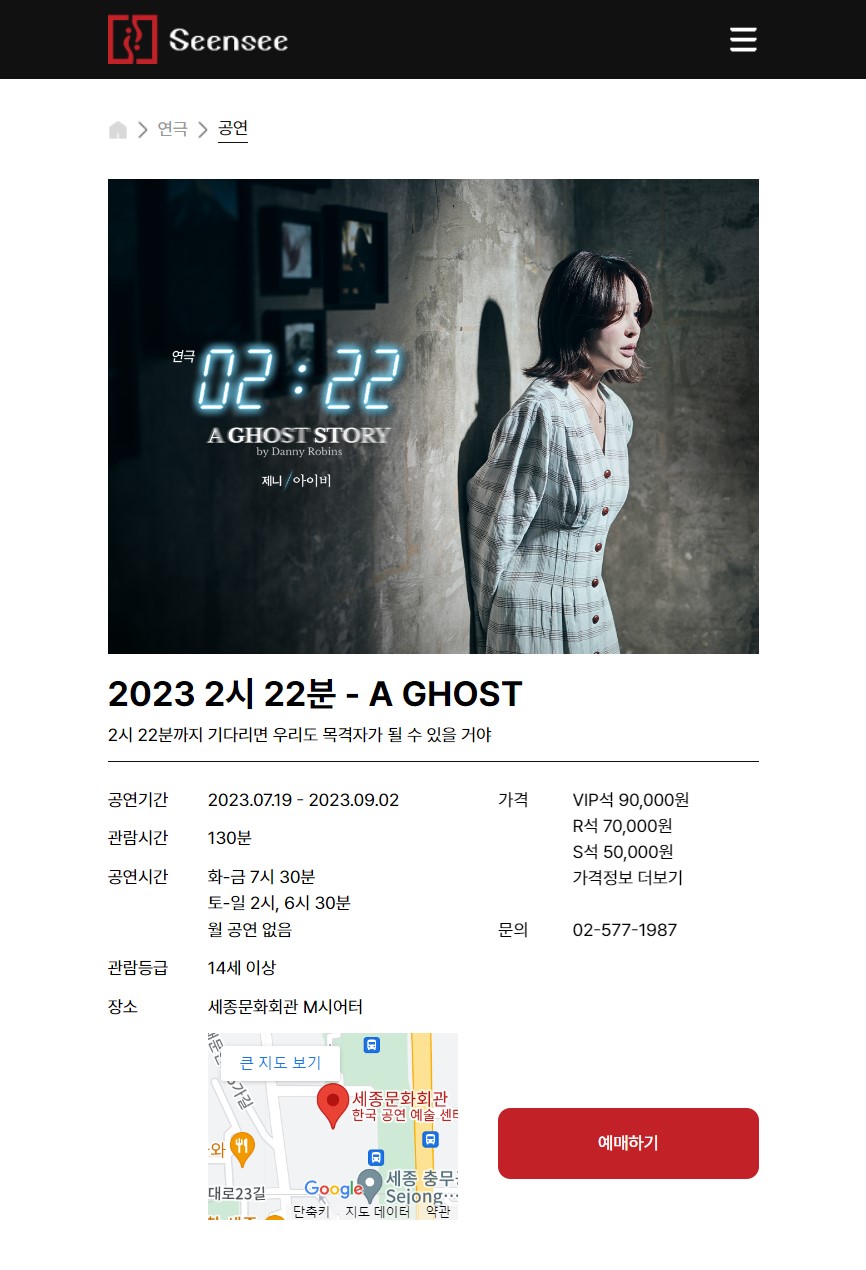 Seensee
연극
공연
연극
02:22
A GHOST STORY
by Danny Robins
제니/아이비
2023 2시 22분 - A GHOST
2시 22분까지 기다리면 우리도 목격자가 될 수 있을 거야
공연기간 2023.07.19 - 2023.09.02
관람시간 130분
공연시간 화-금 7시 30분
토-일 2시, 6시 30분
월 공연 없음
관람등급 14세 이상
장소 세종문화회관 M시어터
가격 VIP석 90,000원
R석 70,000원
S석 50,000원
가격정보 더보기
문의 02-577-1987
큰 지도 보기
세종문화회관
한국 공연 예술
세종 충무
Sejong···
대로23길
Google
단축키 지도 데이터 약관
예매하기